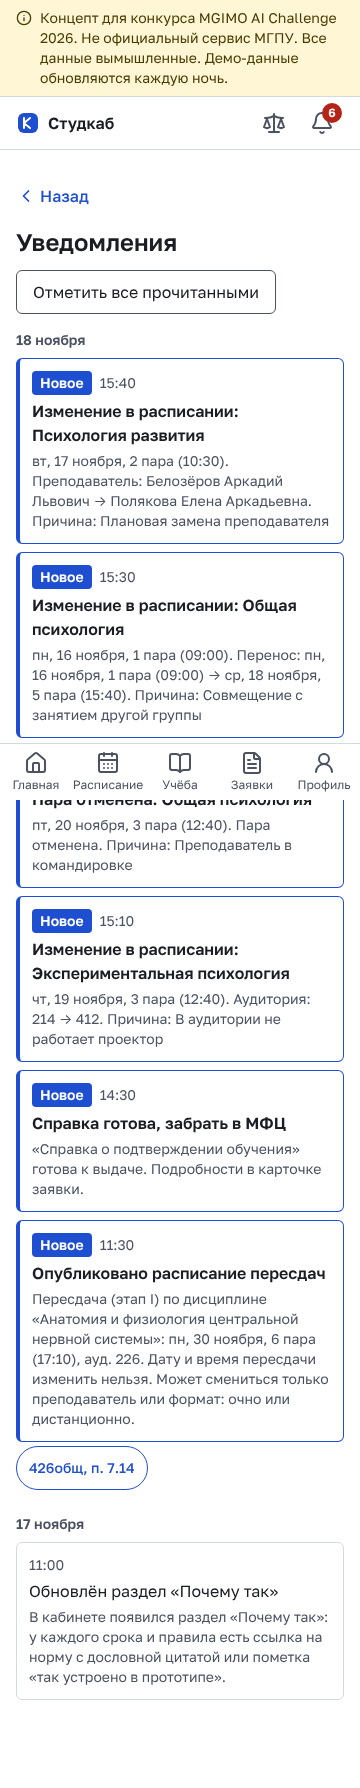 Концепт для конкурса MGIMO AI Challenge
2026. Не официальный сервис МГПУ. Все
данные вымышленные. Демо-данные
обновляются каждую ночь.
Студкаб
6
Назад
Уведомления
Отметить все прочитанными
18 ноября
Новое 15:40
Изменение в расписании:
Психология развития
вт, 17 ноября, 2 пара (10:30).
Преподаватель: Белозёров Аркадий
Львович → Полякова Елена Аркадьевна.
Причина: Плановая замена преподавателя
Новое 15:30
Изменение в расписании: Общая
психология
пн, 16 ноября, 1 пара (09:00). Перенос: пн,
16 ноября, 1 пара (09:00) → ср, 18 ноября,
5 пара (15:40). Причина: Совмещение с
занятием другой группы
Главная Расписание Учёба Заявки Профиль
Пара отменена: Общая психология
пт, 20 ноября, 3 пара (12:40). Пара
отменена. Причина: Преподаватель в
командировке
Новое 15:10
Изменение в расписании:
Экспериментальная психология
чт, 19 ноября, 3 пара (12:40). Аудитория:
214 → 412. Причина: В аудитории не
работает проектор
Новое 14:30
Справка готова, забрать в МФЦ
«Справка о подтверждении обучения»
готова к выдаче. Подробности в карточке
заявки.
Новое 11:30
Опубликовано расписание пересдач
Пересдача (этап I) по дисциплине
«Анатомия и физиология центральной
нервной системы»: пн, 30 ноября, 6 пара
(17:10), ауд. 226. Дату и время пересдачи
изменить нельзя. Может смениться только
преподаватель или формат: очно или
дистанционно.
426общ, п. 7.14
17 ноября
11:00
Обновлён раздел «Почему так»
В кабинете появился раздел «Почему так»:
у каждого срока и правила есть ссылка на
норму с дословной цитатой или пометка
«так устроено в прототипе».